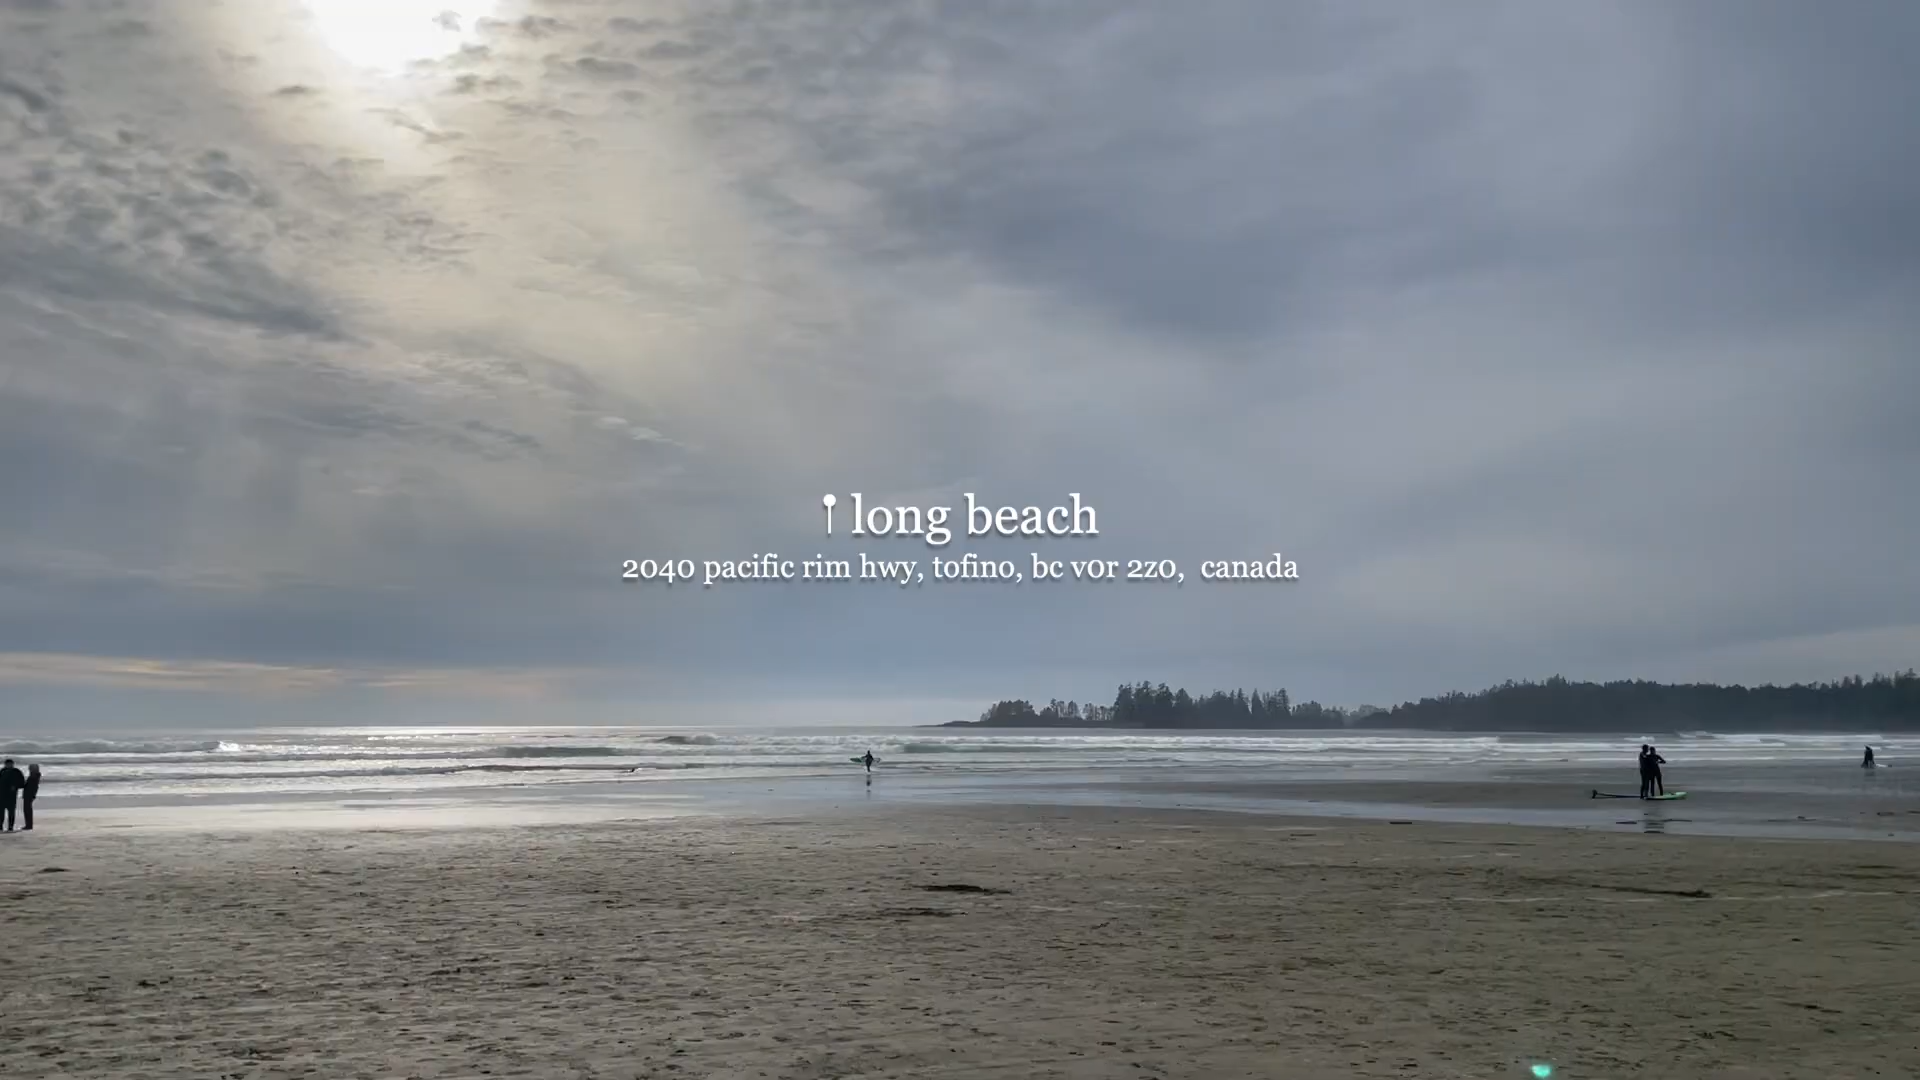 long beach
2040 pacific rim hwy, tofino, bc v0r 2z0, canada